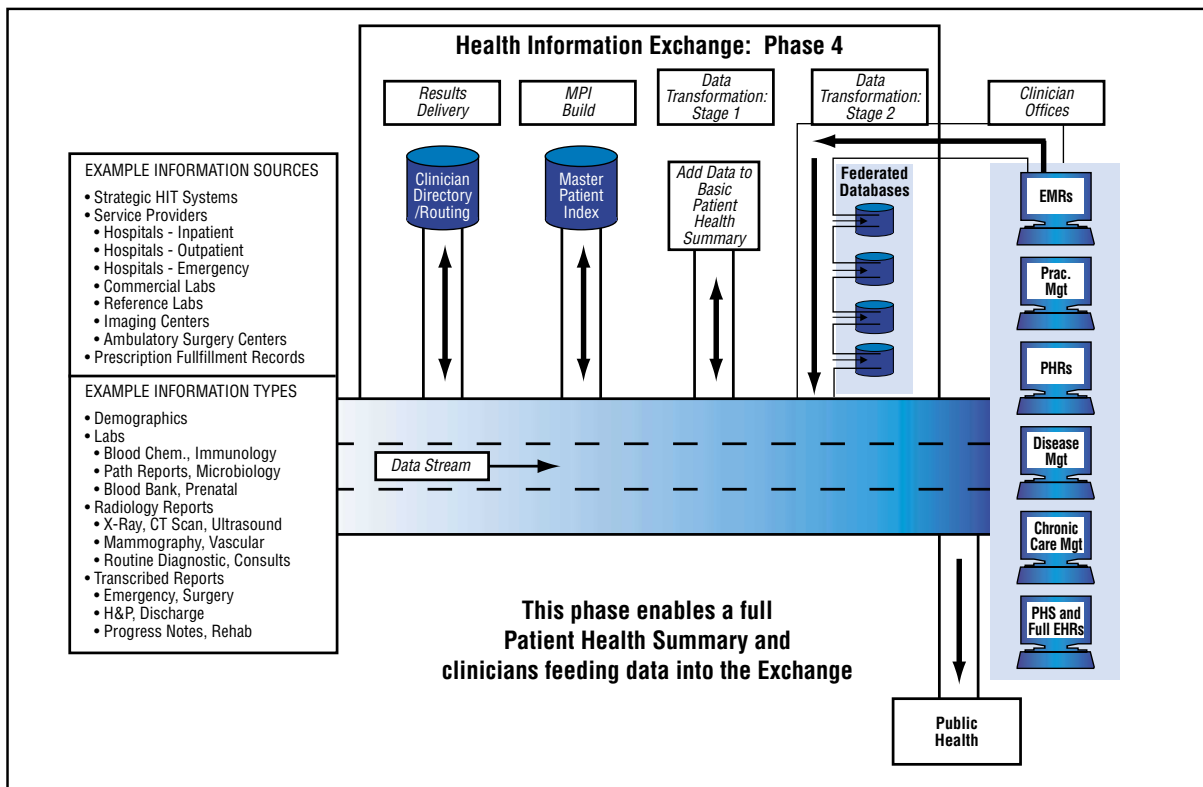 Health Information Exchange:  Phase 4
Results
Delivery
MPI
Build
Data
Transformation:
Stage 1
Data
Transformation:
Stage 2
Clinician
Offices
EXAMPLE INFORMATION SOURCES
• Strategic HIT Systems
• Service Providers
• Hospitals - Inpatient
• Hospitals - Outpatient
• Hospitals - Emergency
• Commercial Labs
• Reference Labs
• Imaging Centers
• Ambulatory Surgery Centers
• Prescription Fullfillment Records
EXAMPLE INFORMATION TYPES
• Demographics
• Labs
• Blood Chem., Immunology
• Path Reports, Microbiology
• Blood Bank, Prenatal
• Radiology Reports
• X-Ray, CT Scan, Ultrasound
• Mammography, Vascular
• Routine Diagnostic, Consults
• Transcribed Reports
• Emergency, Surgery
• H&P, Discharge
• Progress Notes, Rehab
Clinician
Directory
/Routing
Master
Patient
Index
Add Data to
Basic
Patient
Health
Summary
Federated
Databases
EMRs
Prac.
Mgt
PHRs
Disease
Mgt
Chronic
Care Mgt
PHS and
Full EHRs
Data Stream
This phase enables a full
Patient Health Summary and
clinicians feeding data into the Exchange
Public
Health